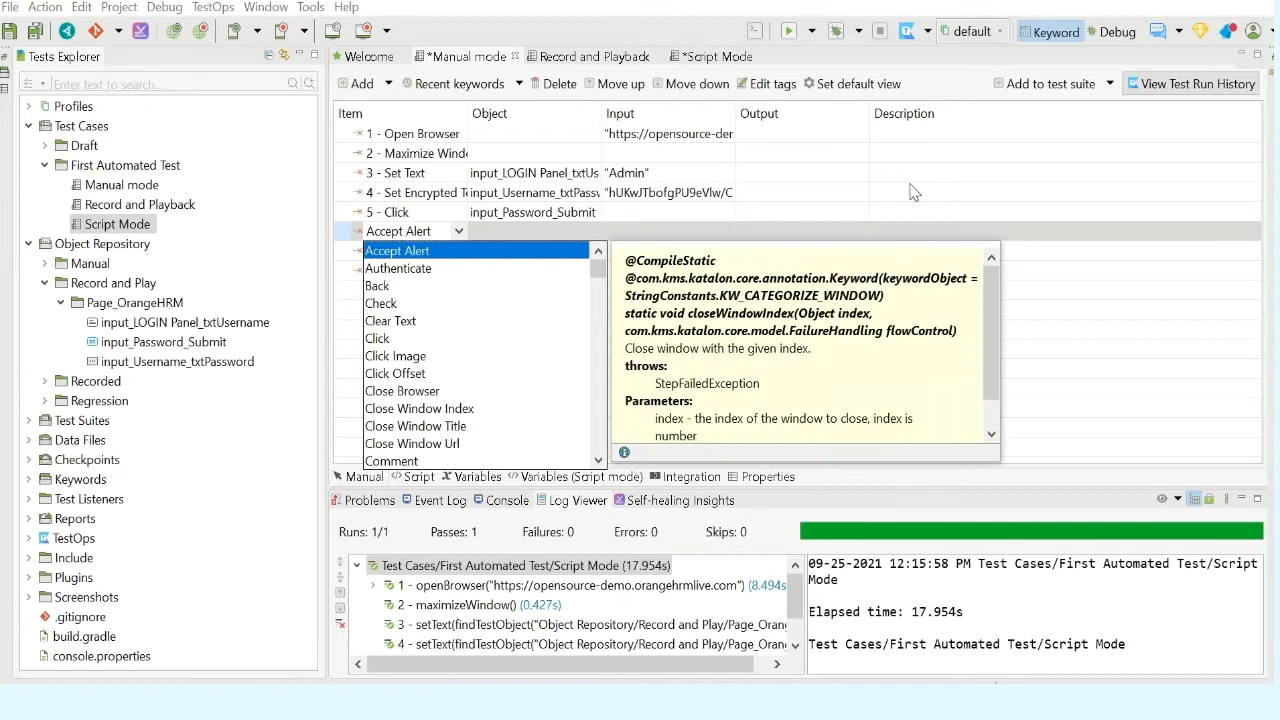 File Action Edit Project Debug TestOps Window Tools Help
default Keyword Debug
Tests Explorer
Welcome *Manual mode Record and Playback *Script Mode
Enter text to search...
Add Recent keywords Delete Move up Move down Edit tags Set default view Add to test suite View Test Run History
Profiles
Test Cases
Draft
First Automated Test
Manual mode
Record and Playback
Script Mode
Object Repository
Manual
Record and Play
Page_OrangeHRM
input_LOGIN Panel_txtUsername
input_Password_Submit
input_Username_txtPassword
Recorded
Regression
Test Suites
Data Files
Checkpoints
Keywords
Test Listeners
Reports
TestOps
Include
Plugins
Screenshots
.gitignore
build.gradle
console.properties
Item Object Input Output Description
1 - Open Browser "https://opensource-der
2 - Maximize Windo
3 - Set Text input_LOGIN Panel_txtUs "Admin"
4 - Set Encrypted Te input_Username_txtPassw "hUKwJTbofgPU9eVlw/C
5 - Click input_Password_Submit
Accept Alert
Accept Alert
Authenticate
Back
Check
Clear Text
Click
Click Image
Click Offset
Close Browser
Close Window Index
Close Window Title
Close Window Url
Comment
@CompileStatic
@com.kms.katalon.core.annotation.Keyword(keywordObject =
StringConstants.KW_CATEGORIZE_WINDOW)
static void closeWindowIndex(Object index,
com.kms.katalon.core.model.FailureHandling flowControl)
Close window with the given index.
throws:
StepFailedException
Parameters:
index - the index of the window to close, index is
number
Manual Script Variables Variables (Script mode) Integration Properties
Problems Event Log Console Log Viewer Self-healing Insights
Runs: 1/1 Passes: 1 Failures: 0 Errors: 0 Skips: 0
Test Cases/First Automated Test/Script Mode (17.954s)
1 - openBrowser("https://opensource-demo.orangehrmlive.com") (8.494s
2 - maximizeWindow() (0.427s)
3 - setText(findTestObject("Object Repository/Record and Play/Page_Oran
4 - setText(findTestObject("Object Repository/Record and Play/Page_Oran
09-25-2021 12:15:58 PM Test Cases/First Automated Test/Script
Mode
Elapsed time: 17.954s
Test Cases/First Automated Test/Script Mode